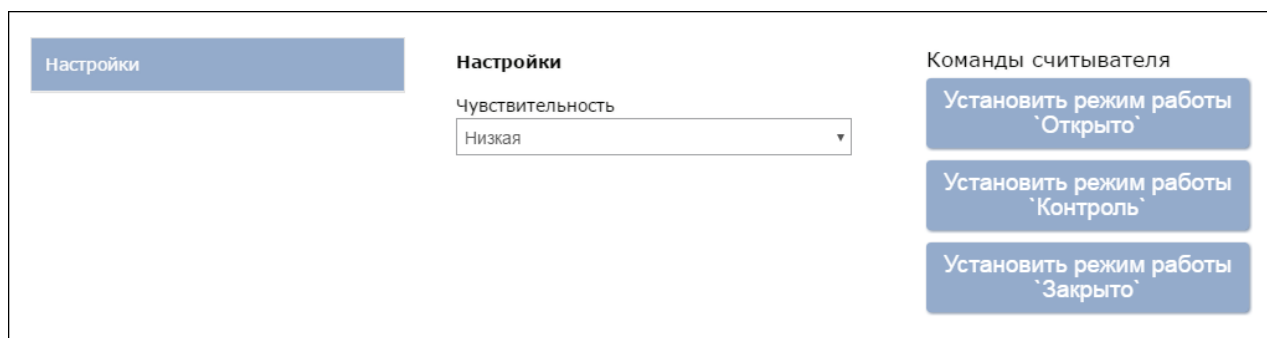 Настройки
Настройки
Чувствительность
Низкая
Команды считывателя
Установить режим работы
`Открыто`
Установить режим работы
`Контроль`
Установить режим работы
`Закрыто`